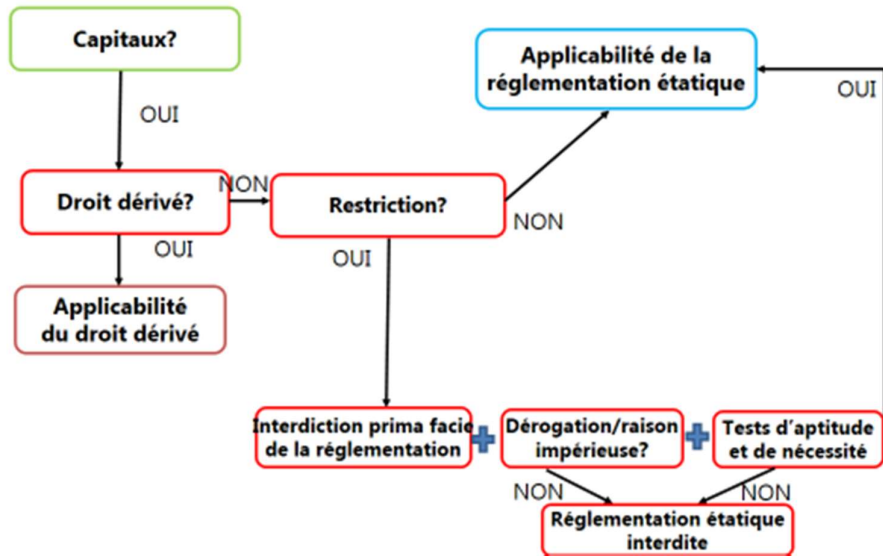 Capitaux?
Applicabilité de la
réglementation étatique
OUI
OUI
Droit dérivé?
NON
Restriction?
NON
OUI
OUI
Applicabilité
du droit dérivé
Interdiction prima facie
de la réglementation
Dérogation/raison
impérieuse?
Tests d'aptitude
et de nécessité
NON
NON
Réglementation étatique
interdite